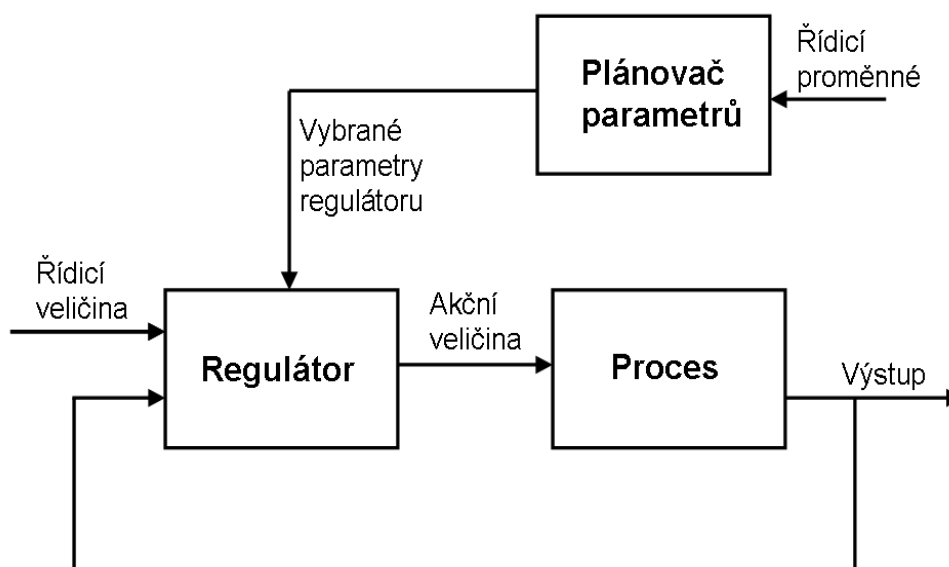 Řídicí
proměnné
Plánovač
parametrů
Vybrané
parametry
regulátoru
Řídicí
veličina
Akční
veličina
Regulátor
Proces
Výstup